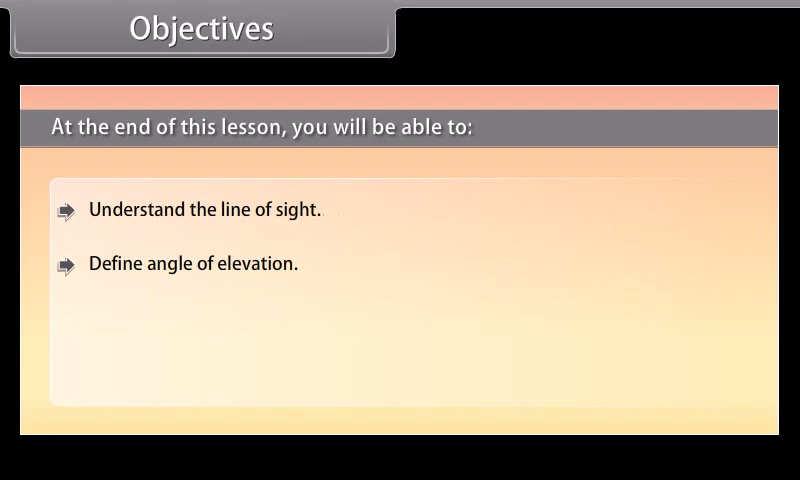 Objectives
At the end of this lesson, you will be able to:
Understand the line of sight.
Define angle of elevation.